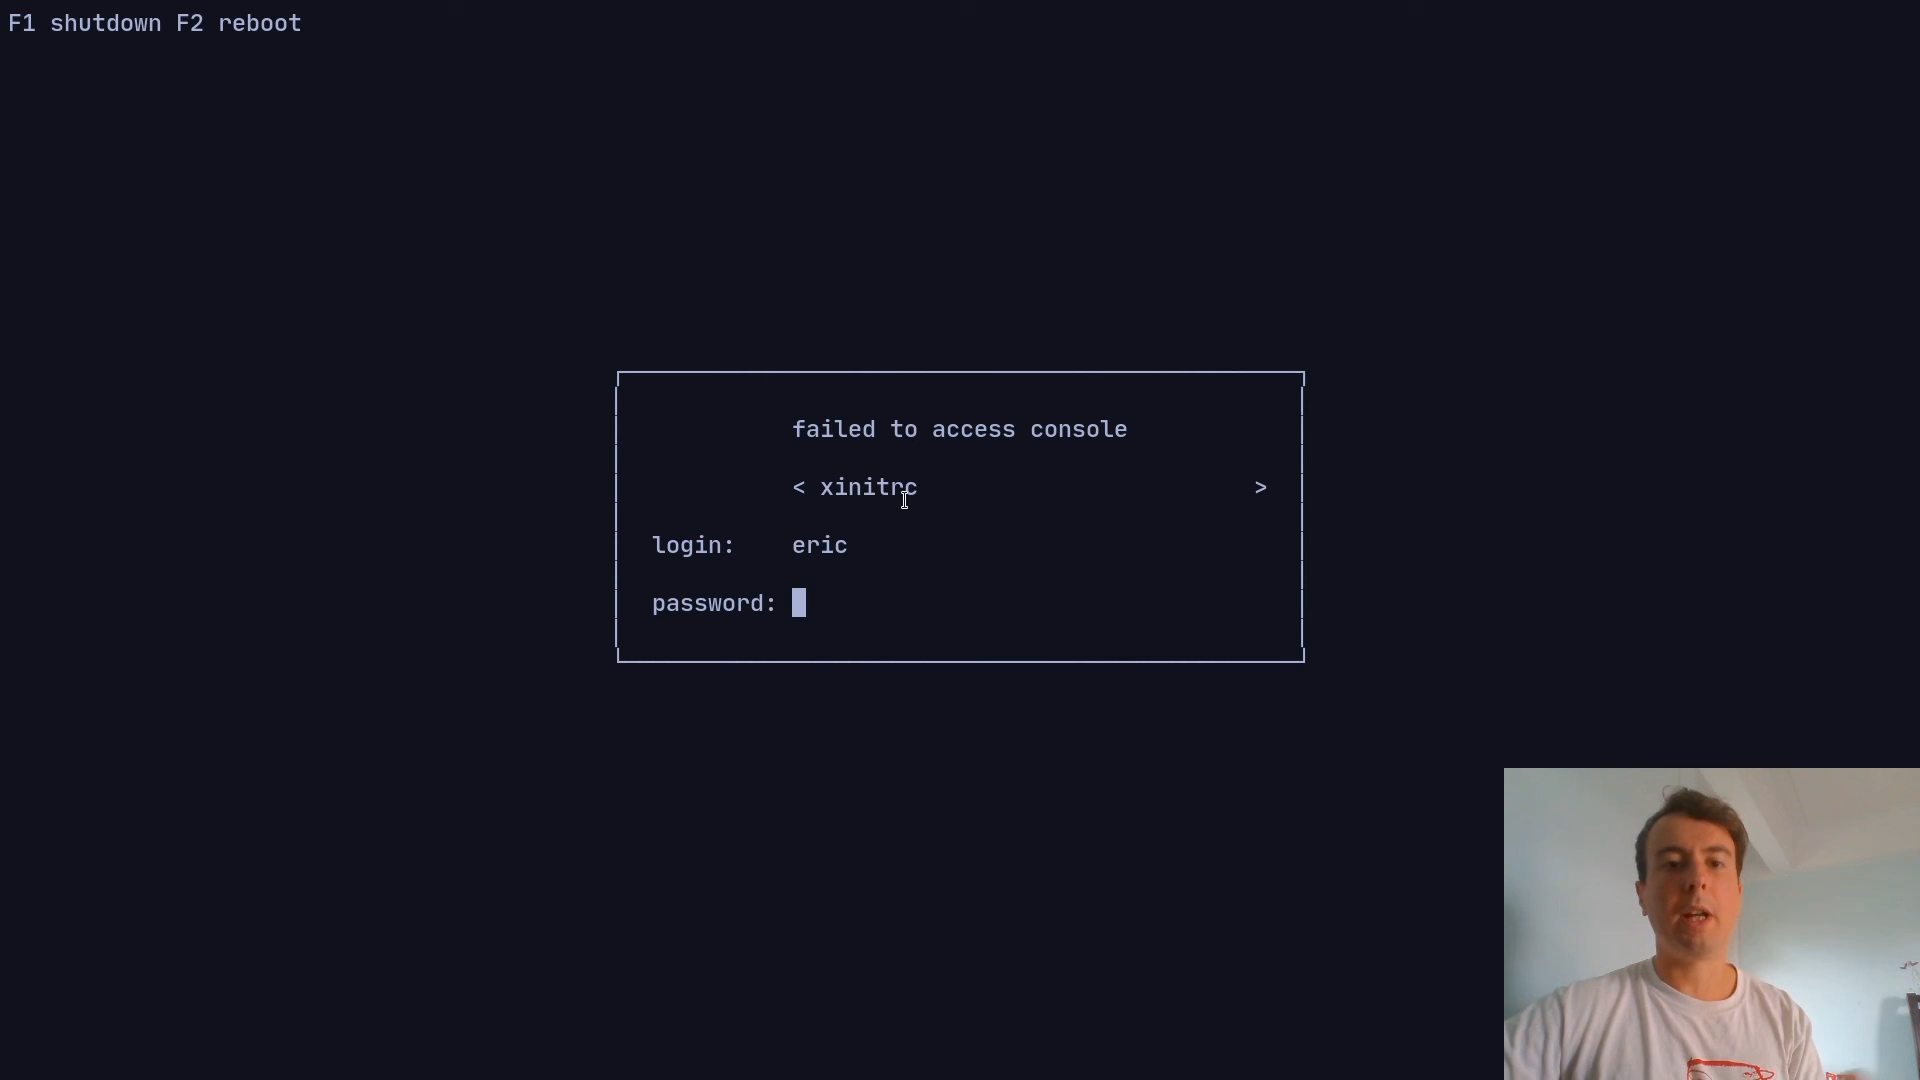 F1 shutdown F2 reboot
failed to access console
< xinitrc >
login: eric
password: